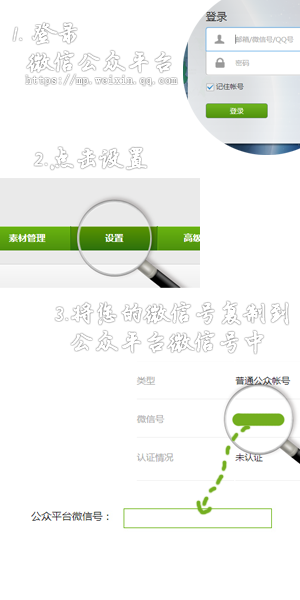 1. 登录
微信公众平台
https://mp.weixin.qq.com
登录
邮箱/微信号/QQ号
密码
记住帐号
登录
2.点击设置
素材管理
设置
高级
3.将您的微信号复制到
公众平台微信号中
类型 普通公众帐号
微信号
认证情况 未认证
公众平台微信号：